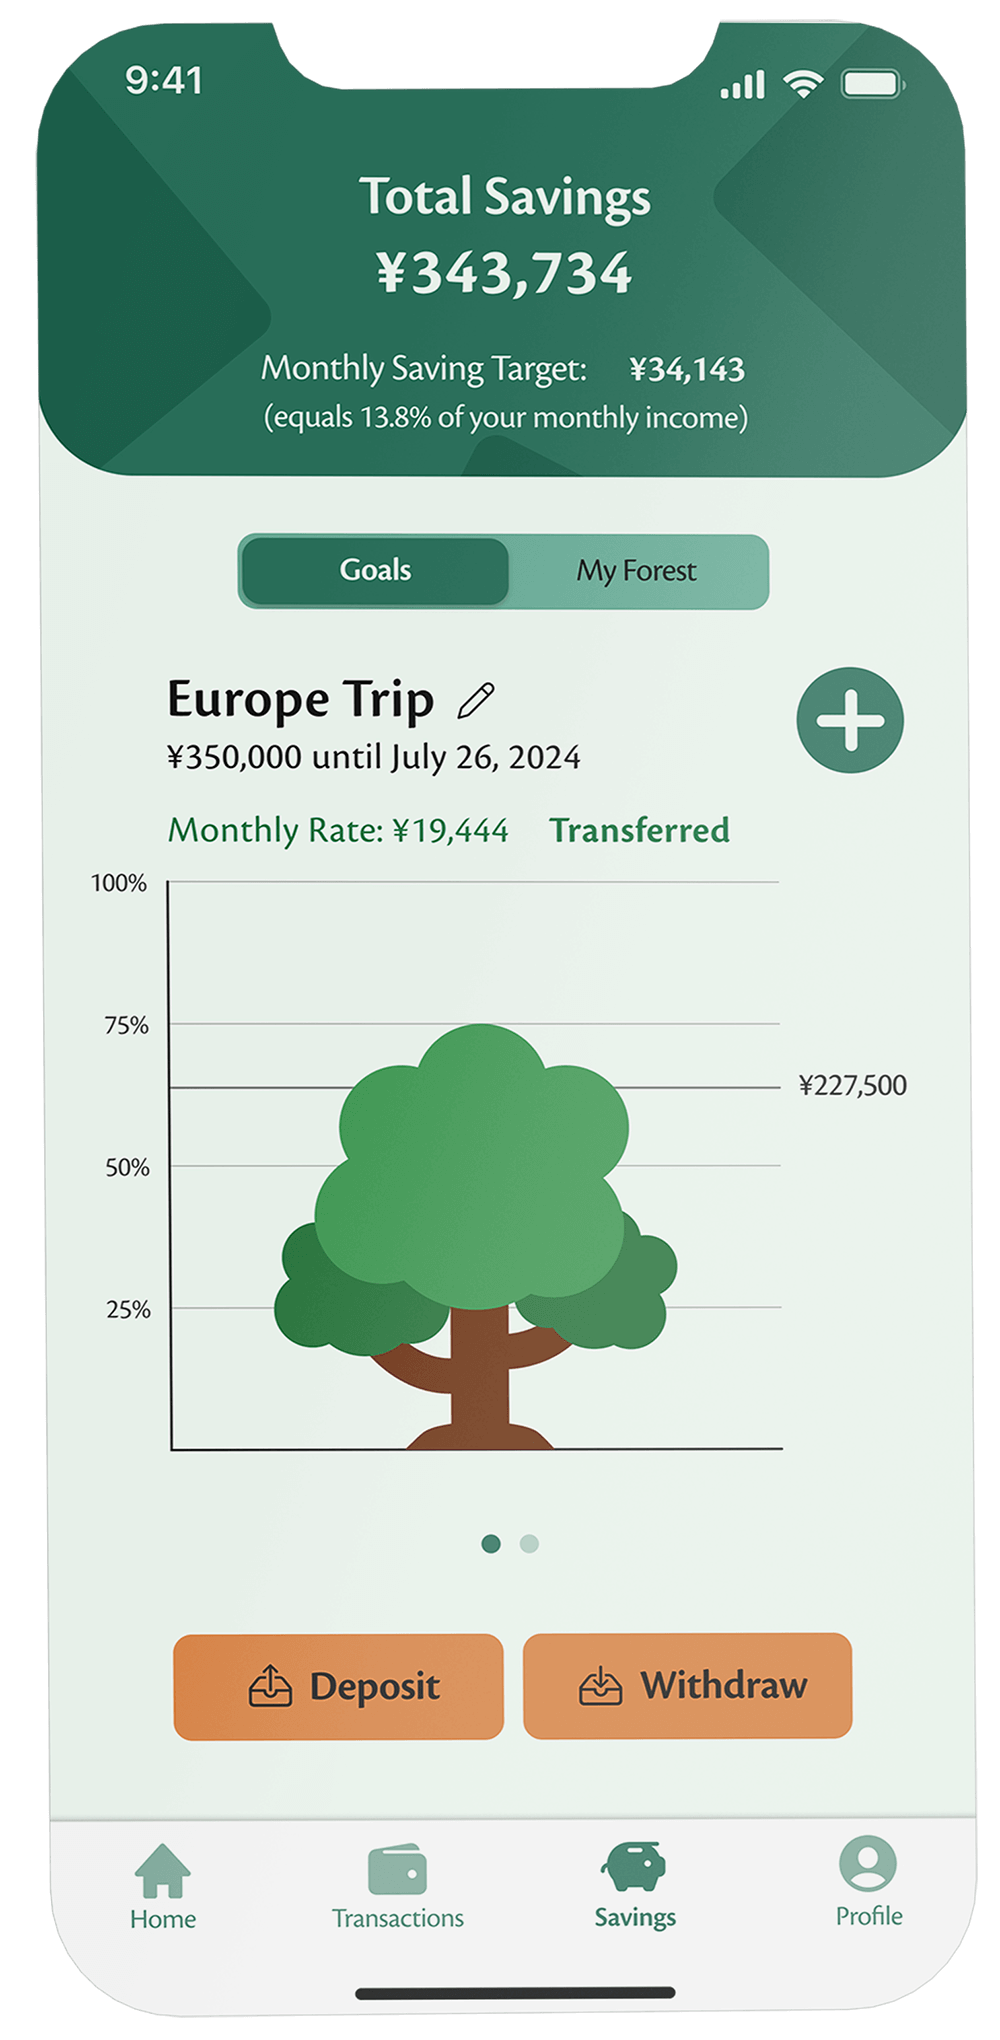 9:41
Total Savings
¥343,734
Monthly Saving Target: ¥34,143
(equals 13.8% of your monthly income)
Goals My Forest
Europe Trip
¥350,000 until July 26, 2024
Monthly Rate: ¥19,444 Transferred
100%
75%
¥227,500
50%
25%
Deposit Withdraw
Home Transactions Savings Profile